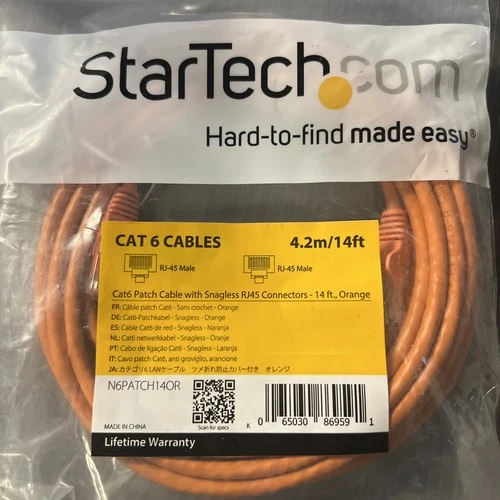 StarTech.com
Hard-to-find made easy®
CAT 6 CABLES 4.2m/14ft
RJ-45 Male RJ-45 Male
Cat6 Patch Cable with Snagless RJ45 Connectors - 14 ft., Orange
FR: Câble patch Cat6 - Sans crochet - Orange
DE: Cat6-Patchkabel - Snagless - Orange
ES: Cable Cat6 de red - Snagless - Naranja
NL: Cat6 netwerkkabel - Snagless - Orange
PT: Cabo de ligação Cat6 - Snagless - Laranja
IT: Cavo patch Cat6, anti groviglio, arancione
JA: カテゴリ6 LANケーブル ツメ折れ防止カバー付き オレンジ
N6PATCH14OR
MADE IN CHINA
Scan for specs
K 0 65030 86959 1
Lifetime Warranty